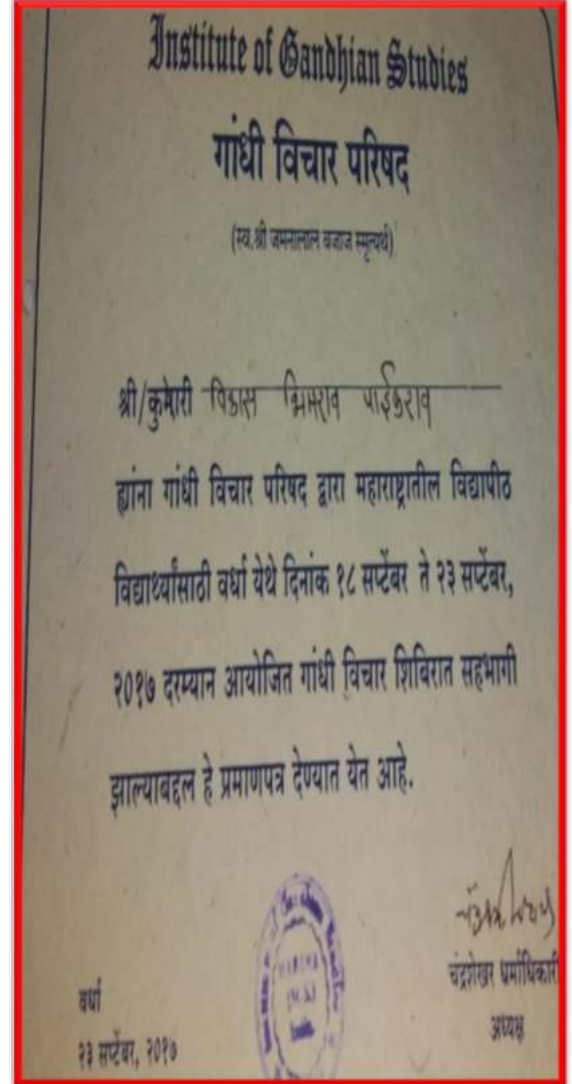 Institute of Gandhian Studies
गांधी विचार परिषद
(स्व.श्री जमनालाल बजाज स्मृत्यर्थ)
श्री/कुमारी विकास भिमराव पाईकराव
ह्यांना गांधी विचार परिषद द्वारा महाराष्ट्रातील विद्यापीठ
विद्यार्थ्यांसाठी वर्धा येथे दिनांक १८ सप्टेंबर ते २३ सप्टेंबर,
२०१७ दरम्यान आयोजित गांधी विचार शिबिरात सहभागी
झाल्याबद्दल हे प्रमाणपत्र देण्यात येत आहे.
चंद्रशेखर धर्माधिकारी
अध्यक्ष
वर्धा
२३ सप्टेंबर, २०१७